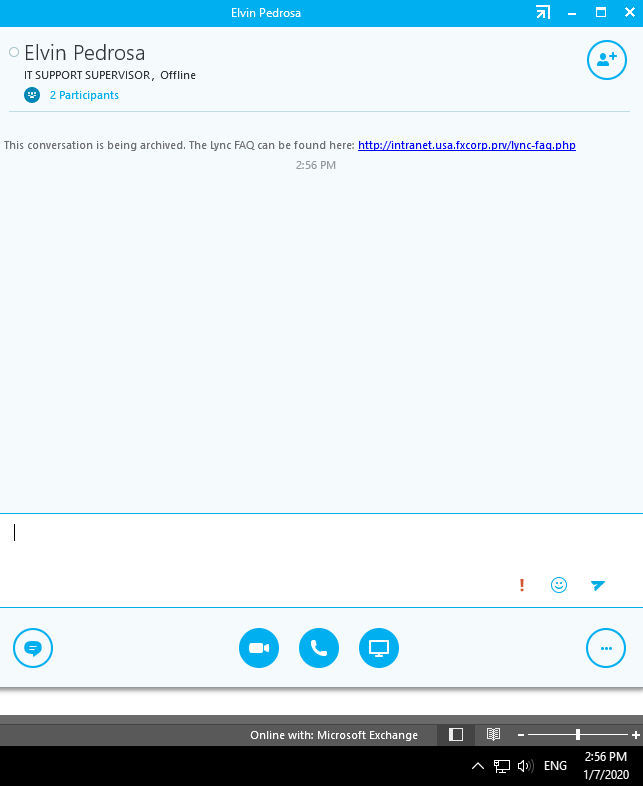 Elvin Pedrosa
Elvin Pedrosa
IT SUPPORT SUPERVISOR, Offline
2 Participants
This conversation is being archived. The Lync FAQ can be found here: http://intranet.usa.fxcorp.prv/lync-faq.php
2:56 PM
Online with: Microsoft Exchange
ENG
2:56 PM
1/7/2020